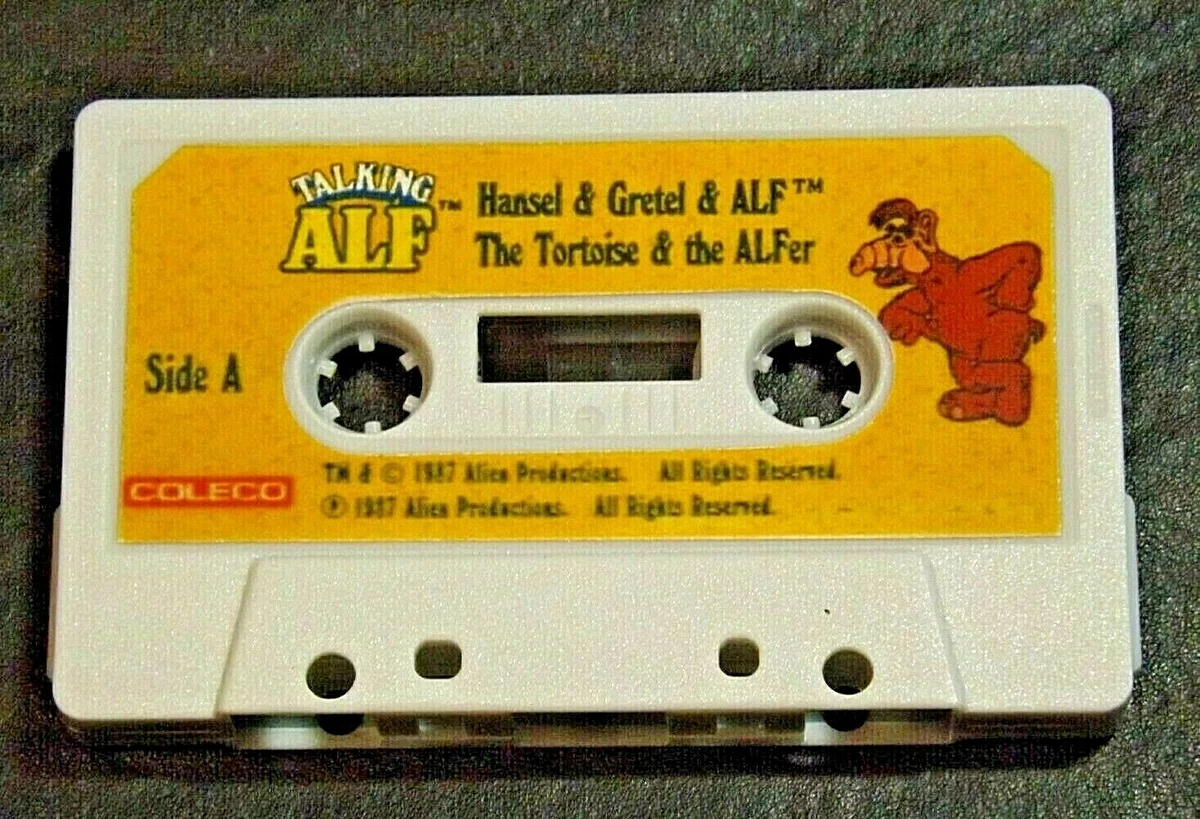 TALKING
ALF™
Hansel & Gretel & ALF™
The Tortoise & the ALFer
Side A
COLECO
TM & © 1987 Alien Productions. All Rights Reserved.
℗ 1987 Alien Productions. All Rights Reserved.